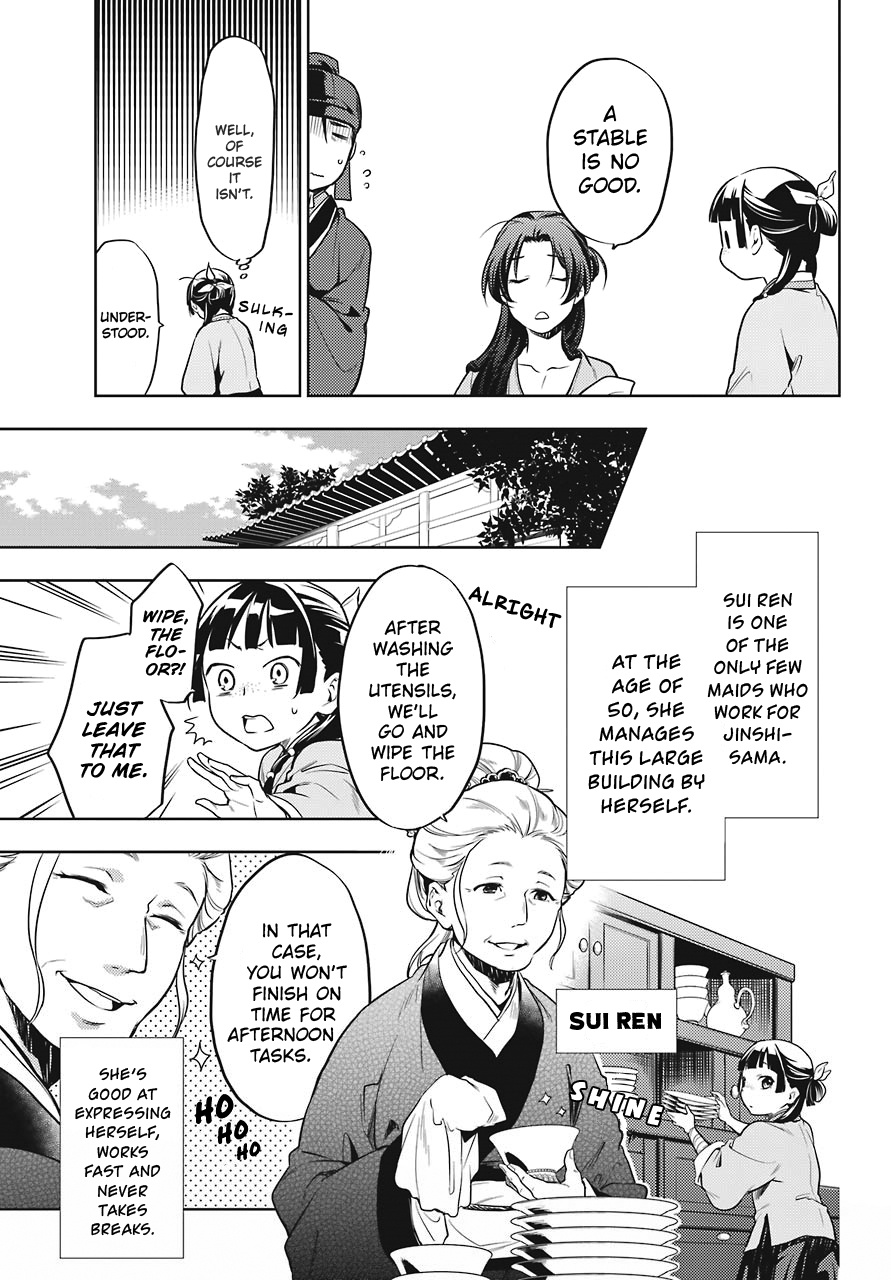 A
STABLE
IS NO
GOOD.
WELL,
OF
COURSE
IT
ISN'T.
SULK-
ING
UNDER-
STOOD.
SUI REN
IS ONE
OF THE
ONLY FEW
MAIDS WHO
WORK FOR
JINSHI-
SAMA.
AT THE
AGE OF
50, SHE
MANAGES
THIS LARGE
BUILDING BY
HERSELF.
ALRIGHT
AFTER
WASHING
THE
UTENSILS,
WE'LL
GO AND
WIPE THE
FLOOR.
WIPE,
THE
FLO-
OR?!
JUST
LEAVE
THAT
TO ME.
SUI REN
SHINE
IN THAT
CASE,
YOU WON'T
FINISH ON
TIME FOR
AFTERNOON
TASKS.
HO
HO
HO
SHE'S
GOOD AT
EXPRESSING
HERSELF,
WORKS
FAST AND
NEVER
TAKES
BREAKS.